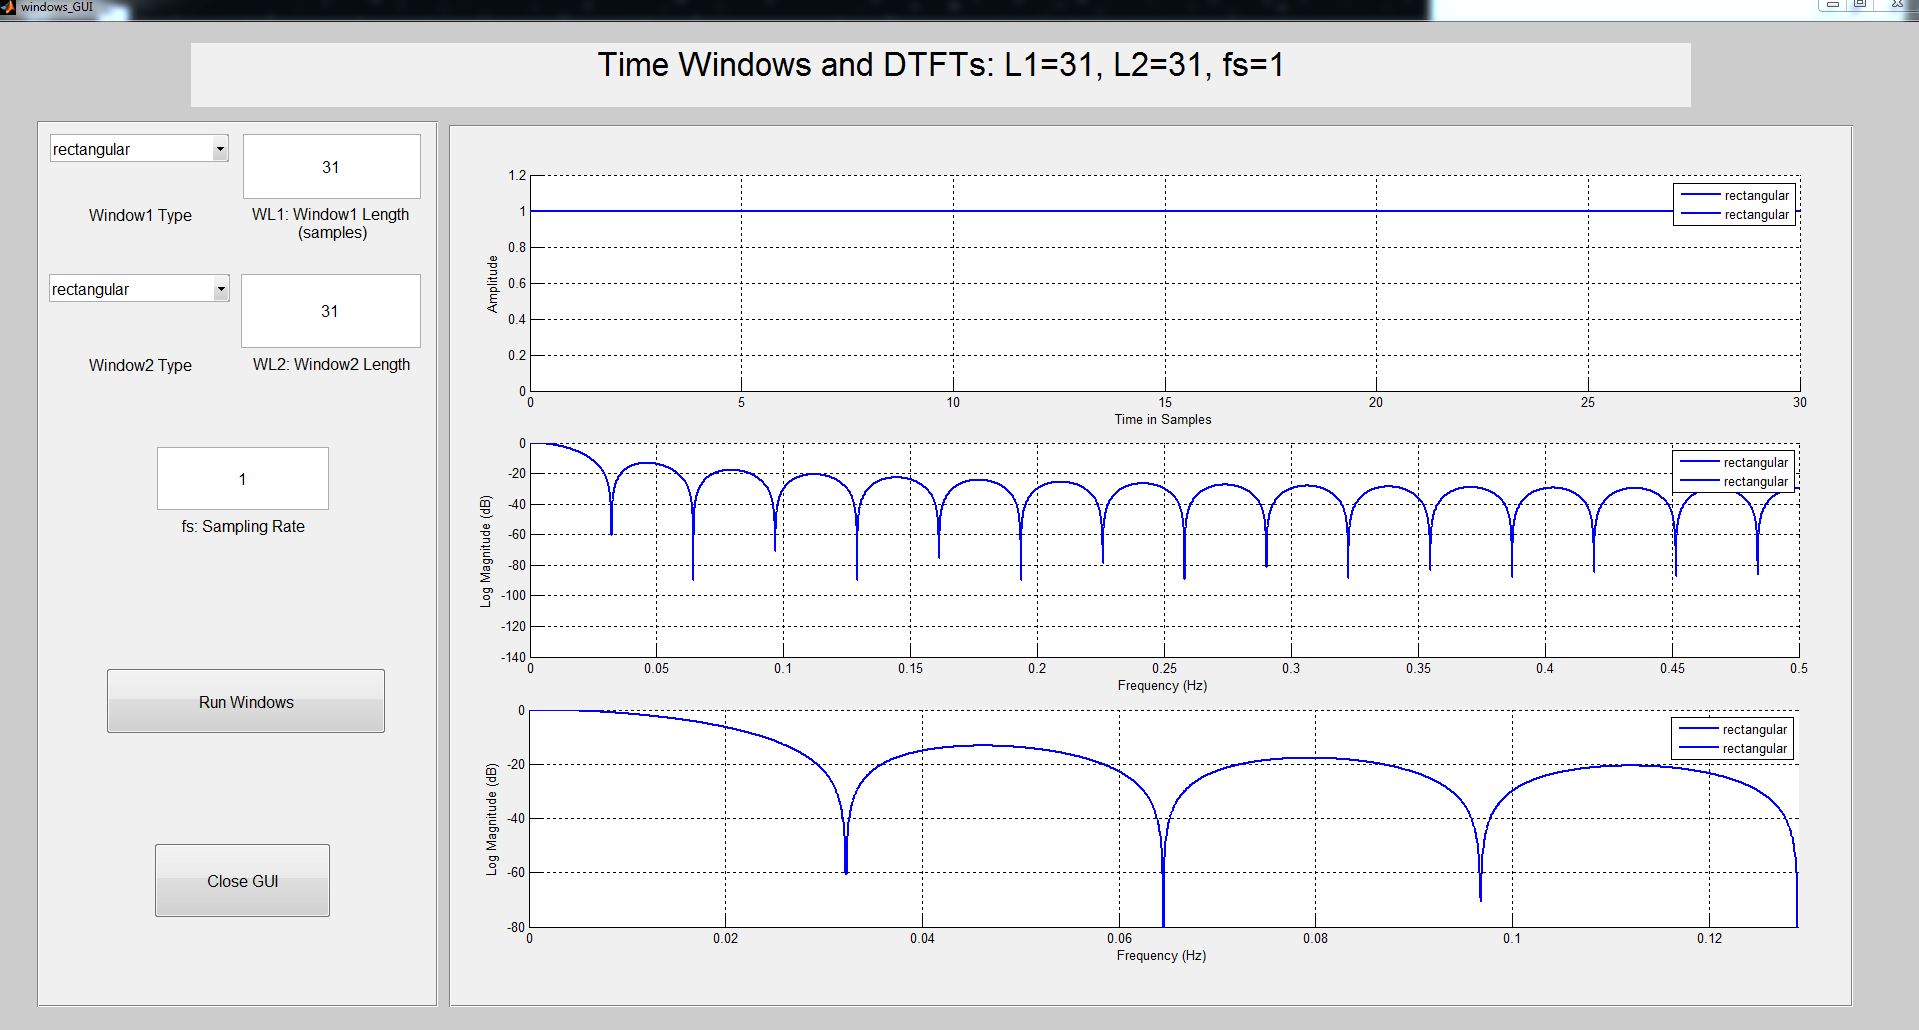 windows_GUI
Time Windows and DTFTs: L1=31, L2=31, fs=1
rectangular
31
Window1 Type
WL1: Window1 Length
(samples)
rectangular
31
Window2 Type
WL2: Window2 Length
1
fs: Sampling Rate
Run Windows
Close GUI
1.2
1
0.8
0.6
0.4
0.2
0
Amplitude
rectangular
rectangular
0 5 10 15 20 25 30
Time in Samples
0
-20
-40
-60
-80
-100
-120
-140
Log Magnitude (dB)
rectangular
rectangular
0 0.05 0.1 0.15 0.2 0.25 0.3 0.35 0.4 0.45 0.5
Frequency (Hz)
0
-20
-40
-60
-80
Log Magnitude (dB)
rectangular
rectangular
0 0.02 0.04 0.06 0.08 0.1 0.12
Frequency (Hz)